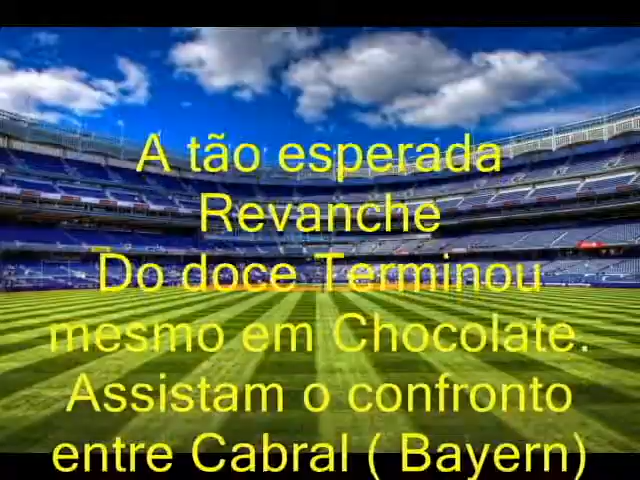 A tão esperada
Revanche
Do doce Terminou
mesmo em Chocolate.
Assistam o confronto
entre Cabral ( Bayern)